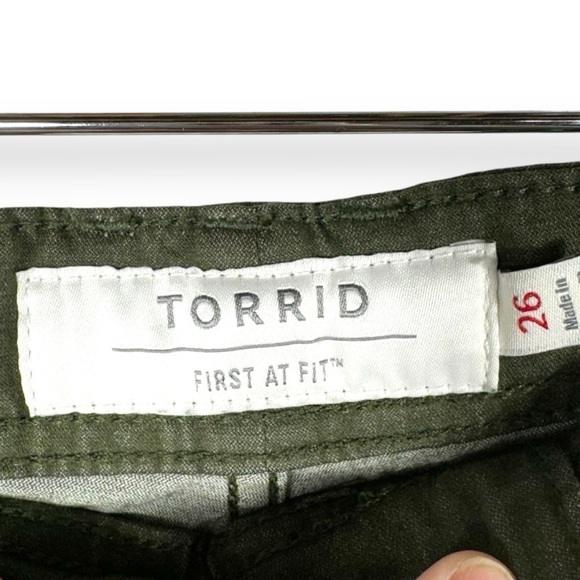 TORRID
FIRST AT FIT™
26
Made in